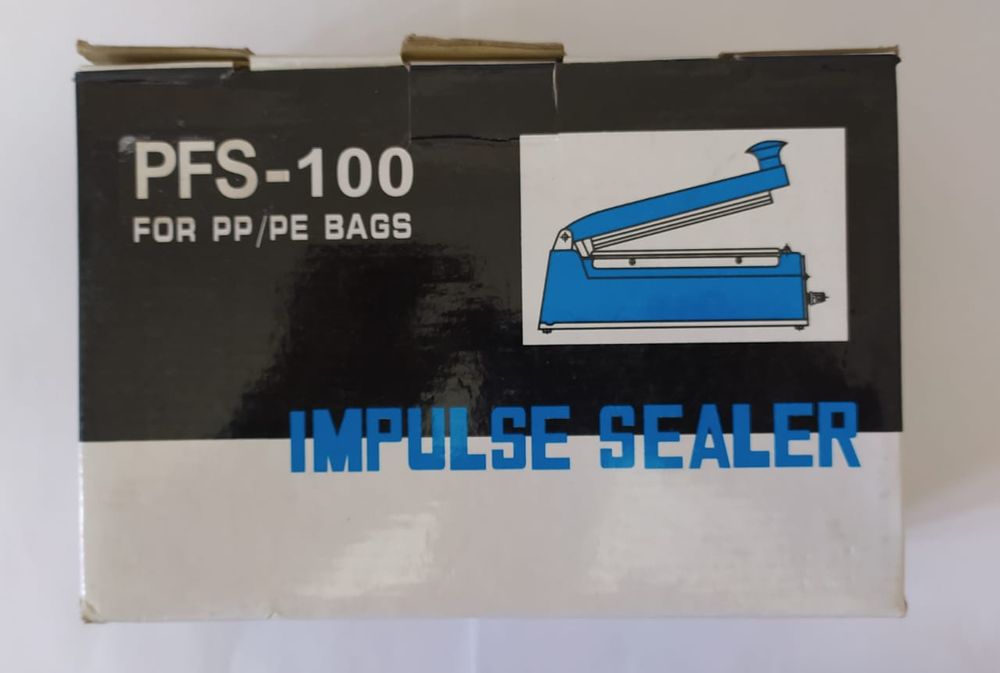 PFS-100
FOR PP/PE BAGS
IMPULSE SEALER